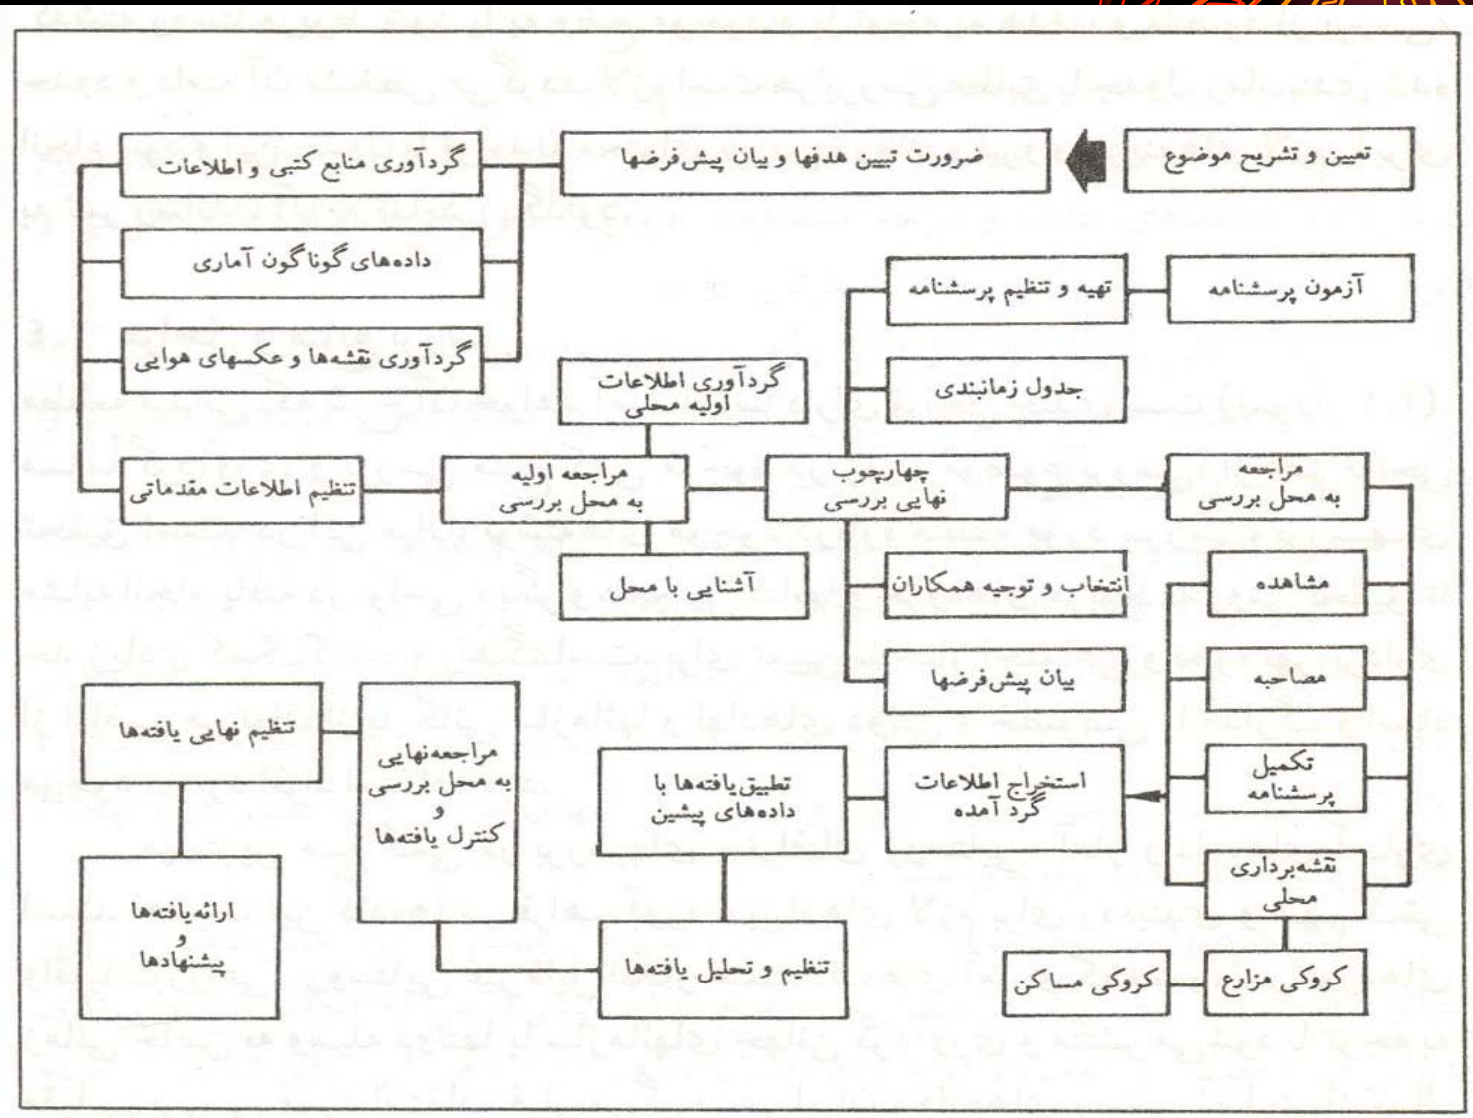 تعیین و تشریح موضوع
ضرورت تبیین هدفها و بیان پیش‌فرضها
گردآوری منابع کتبی و اطلاعات
داده‌های گوناگون آماری
گردآوری نقشه‌ها و عکسهای هوایی
تنظیم اطلاعات مقدماتی
مراجعه اولیه
به محل بررسی
گردآوری اطلاعات
اولیه محلی
آشنایی با محل
چهارچوب
نهایی بررسی
تهیه و تنظیم پرسشنامه
آزمون پرسشنامه
جدول زمانبندی
انتخاب و توجیه همکاران
بیان پیش‌فرضها
مراجعه
به محل بررسی
مشاهده
مصاحبه
تکمیل
پرسشنامه
نقشه‌برداری
محلی
کروکی مزارع
کروکی مساکن
استخراج اطلاعات
گرد آمده
تطبیق یافته‌ها با
داده‌های پیشین
تنظیم و تحلیل یافته‌ها
مراجعه نهایی
به محل بررسی
و
کنترل یافته‌ها
تنظیم نهایی یافته‌ها
ارائه یافته‌ها
و
پیشنهادها